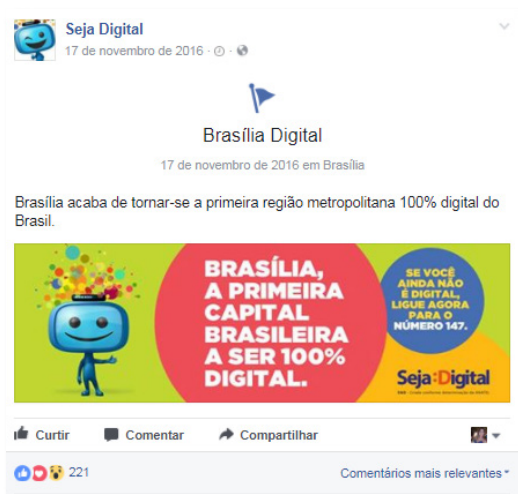 Seja Digital
17 de novembro de 2016 ·
Brasília Digital
17 de novembro de 2016 em Brasília
Brasília acaba de tornar-se a primeira região metropolitana 100% digital do
Brasil.
BRASÍLIA,
A PRIMEIRA
CAPITAL
BRASILEIRA
A SER 100%
DIGITAL.
SE VOCÊ
AINDA NÃO
É DIGITAL,
LIGUE AGORA
PARA O
NÚMERO 147.
Seja:Digital
Curtir
Comentar
Compartilhar
221
Comentários mais relevantes